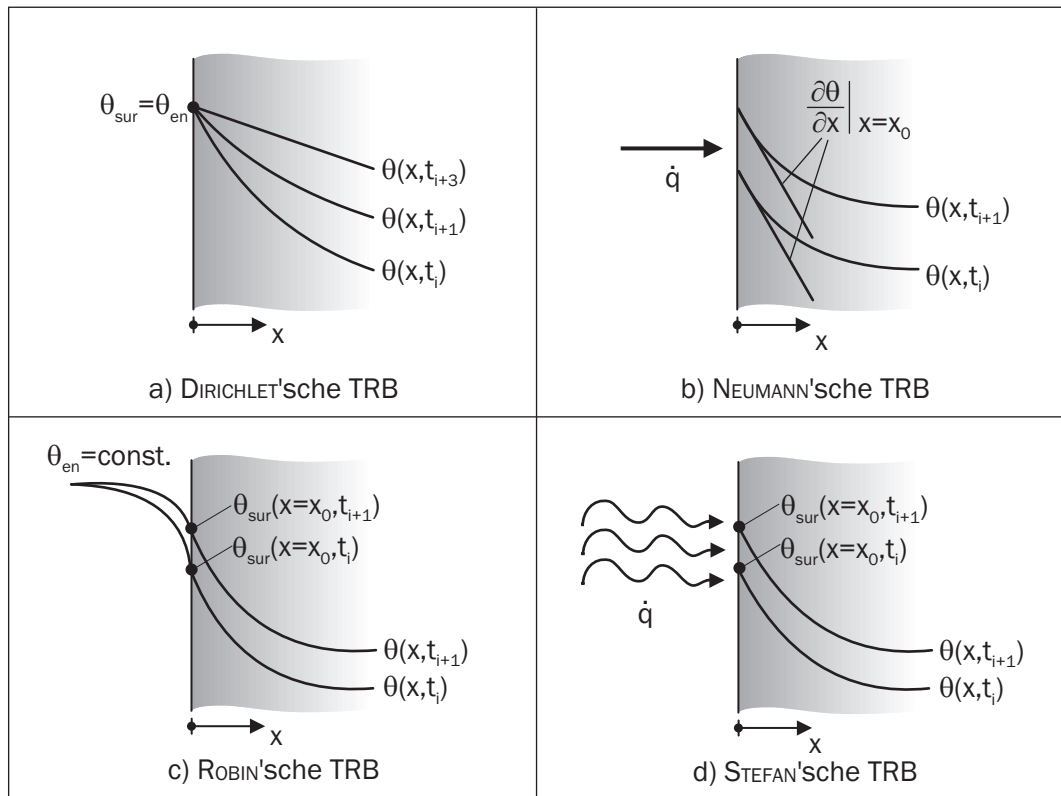 θsur=θen
θ(x,ti+3)
θ(x,ti+1)
θ(x,ti)
x
a) DIRICHLET'sche TRB
∂θ
∂x | x=x0
q̇
θ(x,ti+1)
θ(x,ti)
x
b) NEUMANN'sche TRB
θen=const.
θsur(x=x0,ti+1)
θsur(x=x0,ti)
θ(x,ti+1)
θ(x,ti)
x
c) ROBIN'sche TRB
θsur(x=x0,ti+1)
θsur(x=x0,ti)
q̇
θ(x,ti+1)
θ(x,ti)
x
d) STEFAN'sche TRB